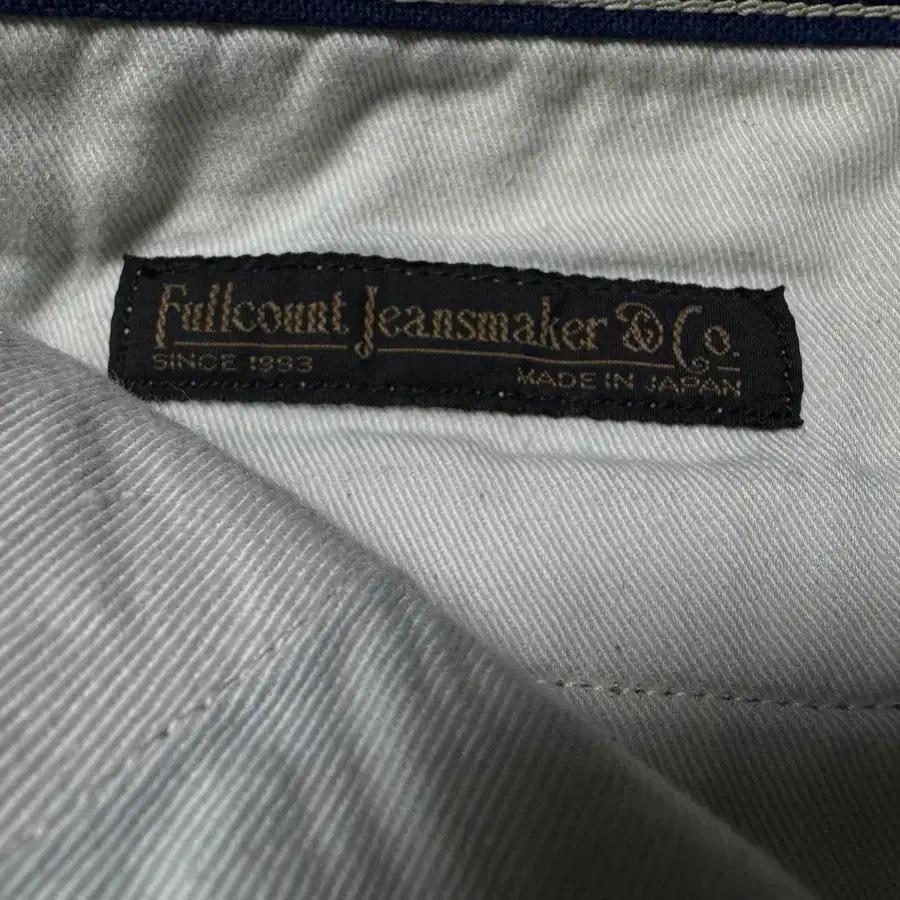 Fullcount Jeansmaker & Co.
SINCE 1993
MADE IN JAPAN